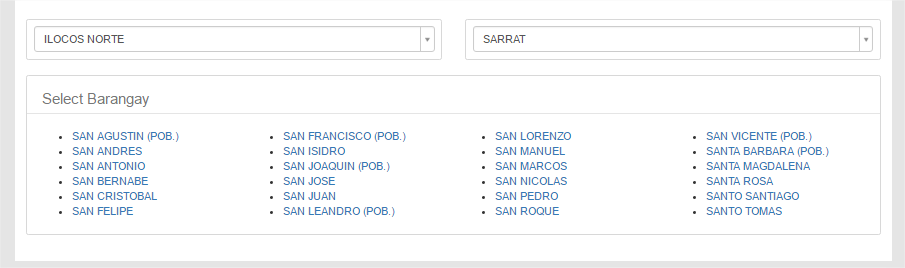 ILOCOS NORTE
SARRAT
Select Barangay
SAN AGUSTIN (POB.)
SAN ANDRES
SAN ANTONIO
SAN BERNABE
SAN CRISTOBAL
SAN FELIPE
SAN FRANCISCO (POB.)
SAN ISIDRO
SAN JOAQUIN (POB.)
SAN JOSE
SAN JUAN
SAN LEANDRO (POB.)
SAN LORENZO
SAN MANUEL
SAN MARCOS
SAN NICOLAS
SAN PEDRO
SAN ROQUE
SAN VICENTE (POB.)
SANTA BARBARA (POB.)
SANTA MAGDALENA
SANTA ROSA
SANTO SANTIAGO
SANTO TOMAS